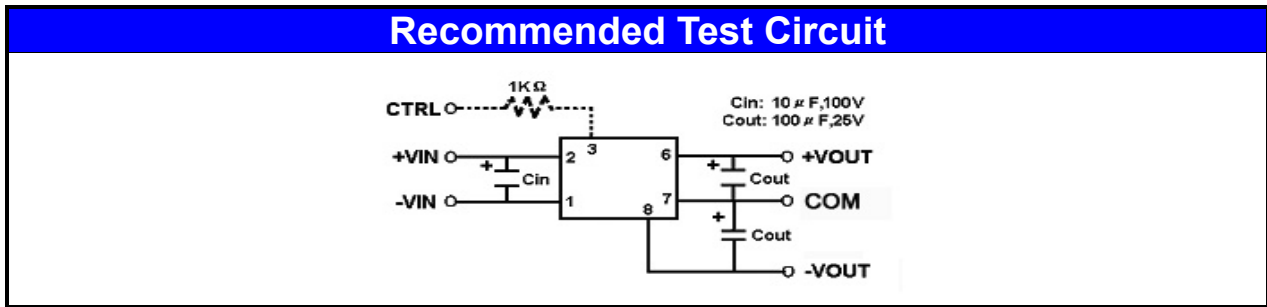 Recommended Test Circuit
1KΩ
CTRL
Cin: 10μF,100V
Cout: 100μF,25V
+VIN
2
3
6
+VOUT
+
Cin
+
Cout
-VIN
1
7
COM
8
+
Cout
-VOUT